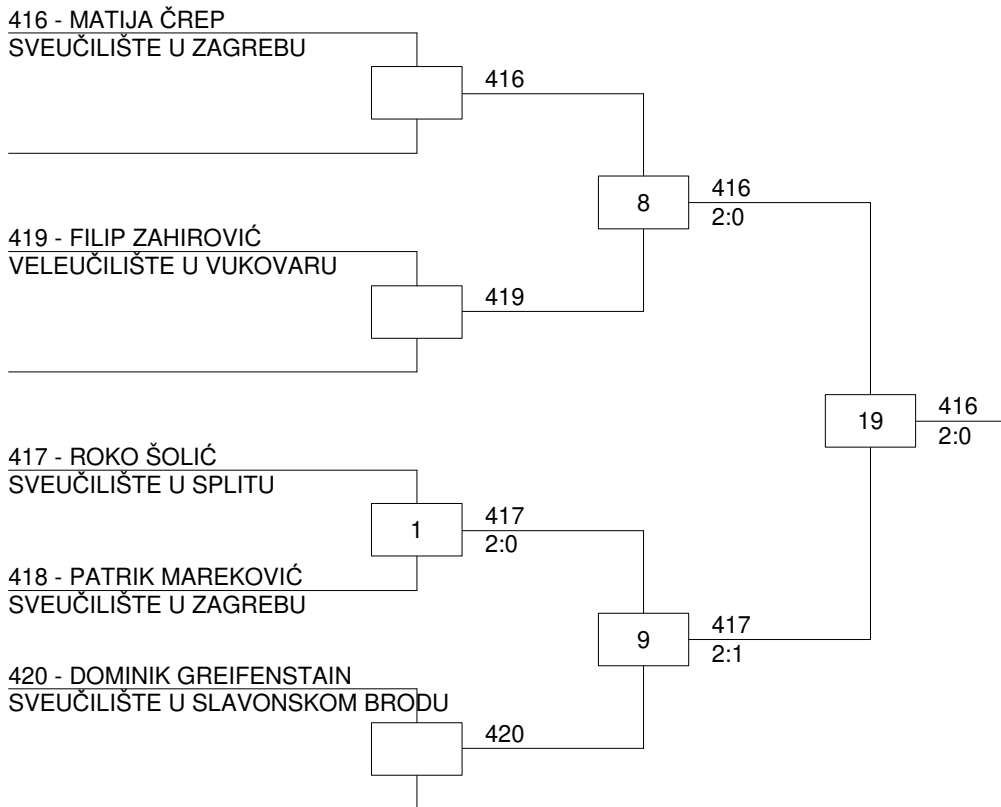 416 - MATIJA ČREP
SVEUČILIŠTE U ZAGREBU
416
8
416
2:0
419 - FILIP ZAHIROVIĆ
VELEUČILIŠTE U VUKOVARU
419
19
416
2:0
417 - ROKO ŠOLIĆ
SVEUČILIŠTE U SPLITU
1
417
2:0
418 - PATRIK MAREKOVIĆ
SVEUČILIŠTE U ZAGREBU
9
417
2:1
420 - DOMINIK GREIFENSTAIN
SVEUČILIŠTE U SLAVONSKOM BRODU
420